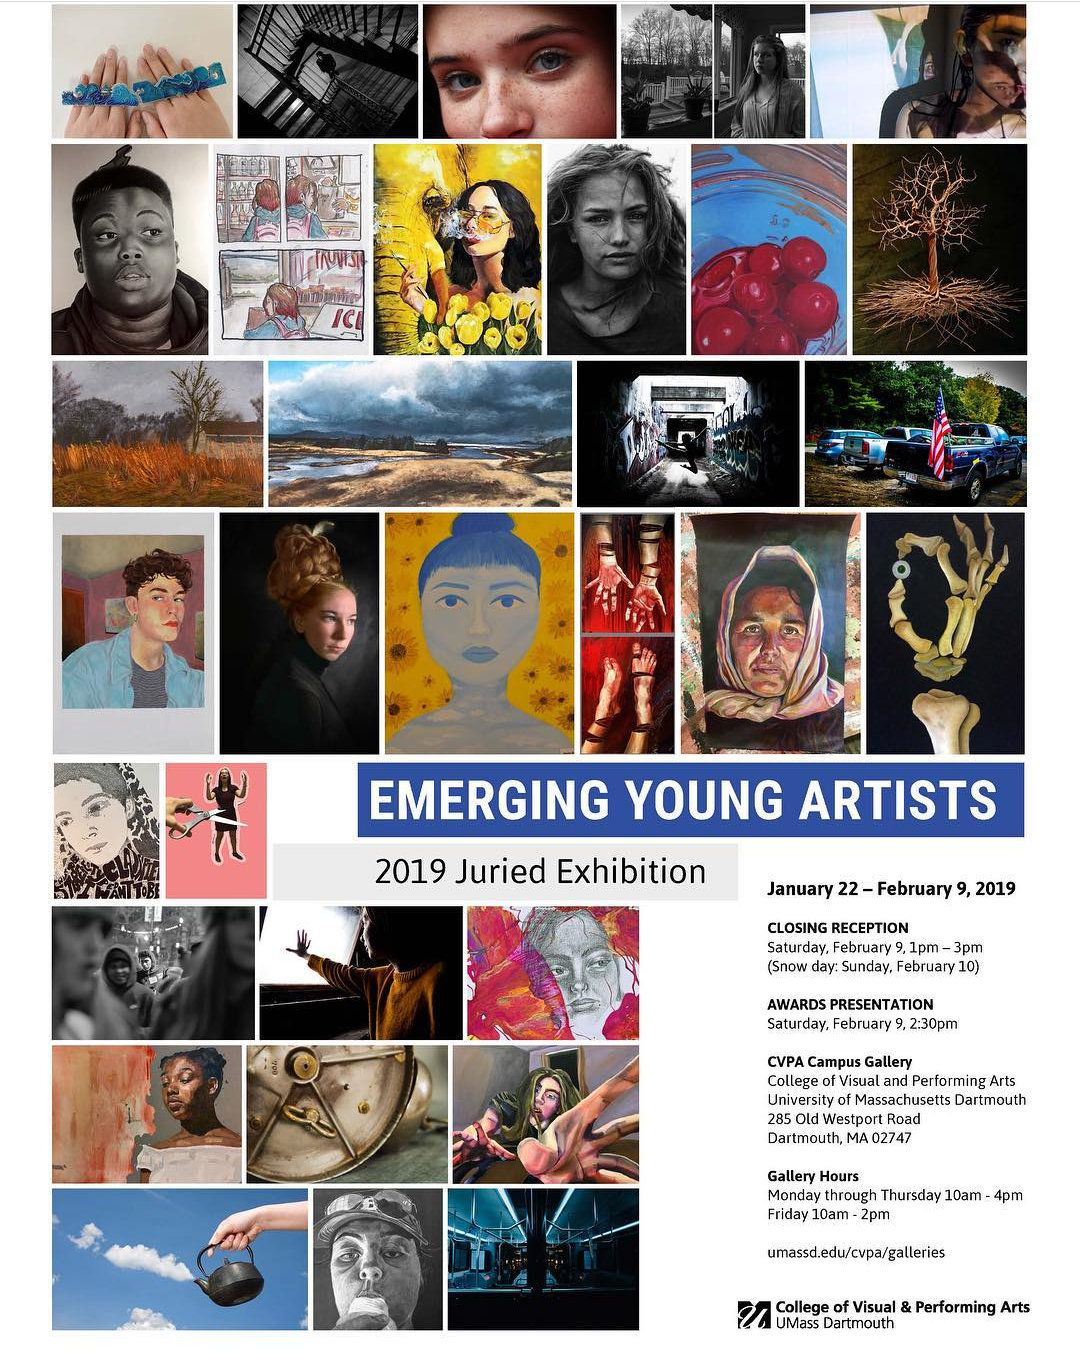 PROVISI
ICE
EMERGING YOUNG ARTISTS
2019 Juried Exhibition
January 22 – February 9, 2019
CLOSING RECEPTION
Saturday, February 9, 1pm – 3pm
(Snow day: Sunday, February 10)
AWARDS PRESENTATION
Saturday, February 9, 2:30pm
CVPA Campus Gallery
College of Visual and Performing Arts
University of Massachusetts Dartmouth
285 Old Westport Road
Dartmouth, MA 02747
Gallery Hours
Monday through Thursday 10am - 4pm
Friday 10am - 2pm
umassd.edu/cvpa/galleries
College of Visual & Performing Arts
UMass Dartmouth